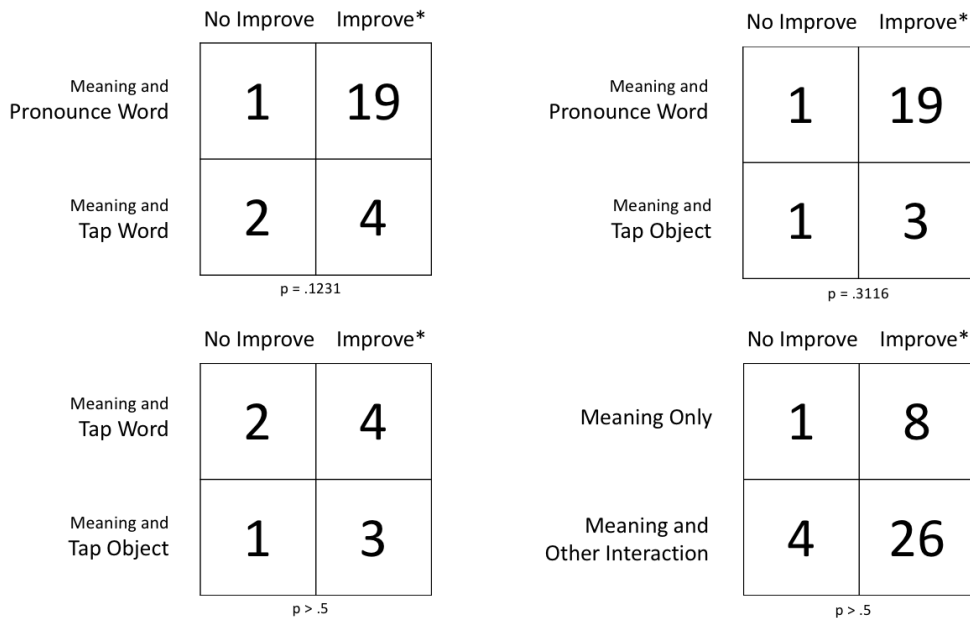 No Improve Improve*
Meaning and
Pronounce Word
1 19
Meaning and
Tap Word
2 4
p = .1231
No Improve Improve*
Meaning and
Pronounce Word
1 19
Meaning and
Tap Object
1 3
p = .3116
No Improve Improve*
Meaning and
Tap Word
2 4
Meaning and
Tap Object
1 3
p > .5
No Improve Improve*
Meaning Only
1 8
Meaning and
Other Interaction
4 26
p > .5